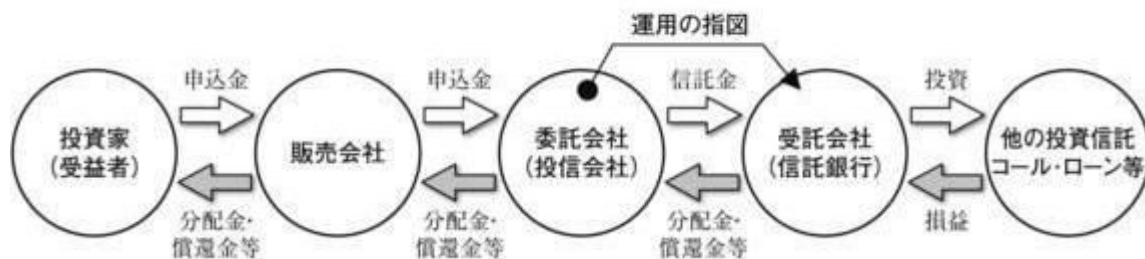 運用の指図
申込金
申込金
信託金
投資
投資家
(受益者)
販売会社
委託会社
(投信会社)
受託会社
(信託銀行)
他の投資信託
コール・ローン等
分配金・
償還金等
分配金・
償還金等
分配金・
償還金等
損益